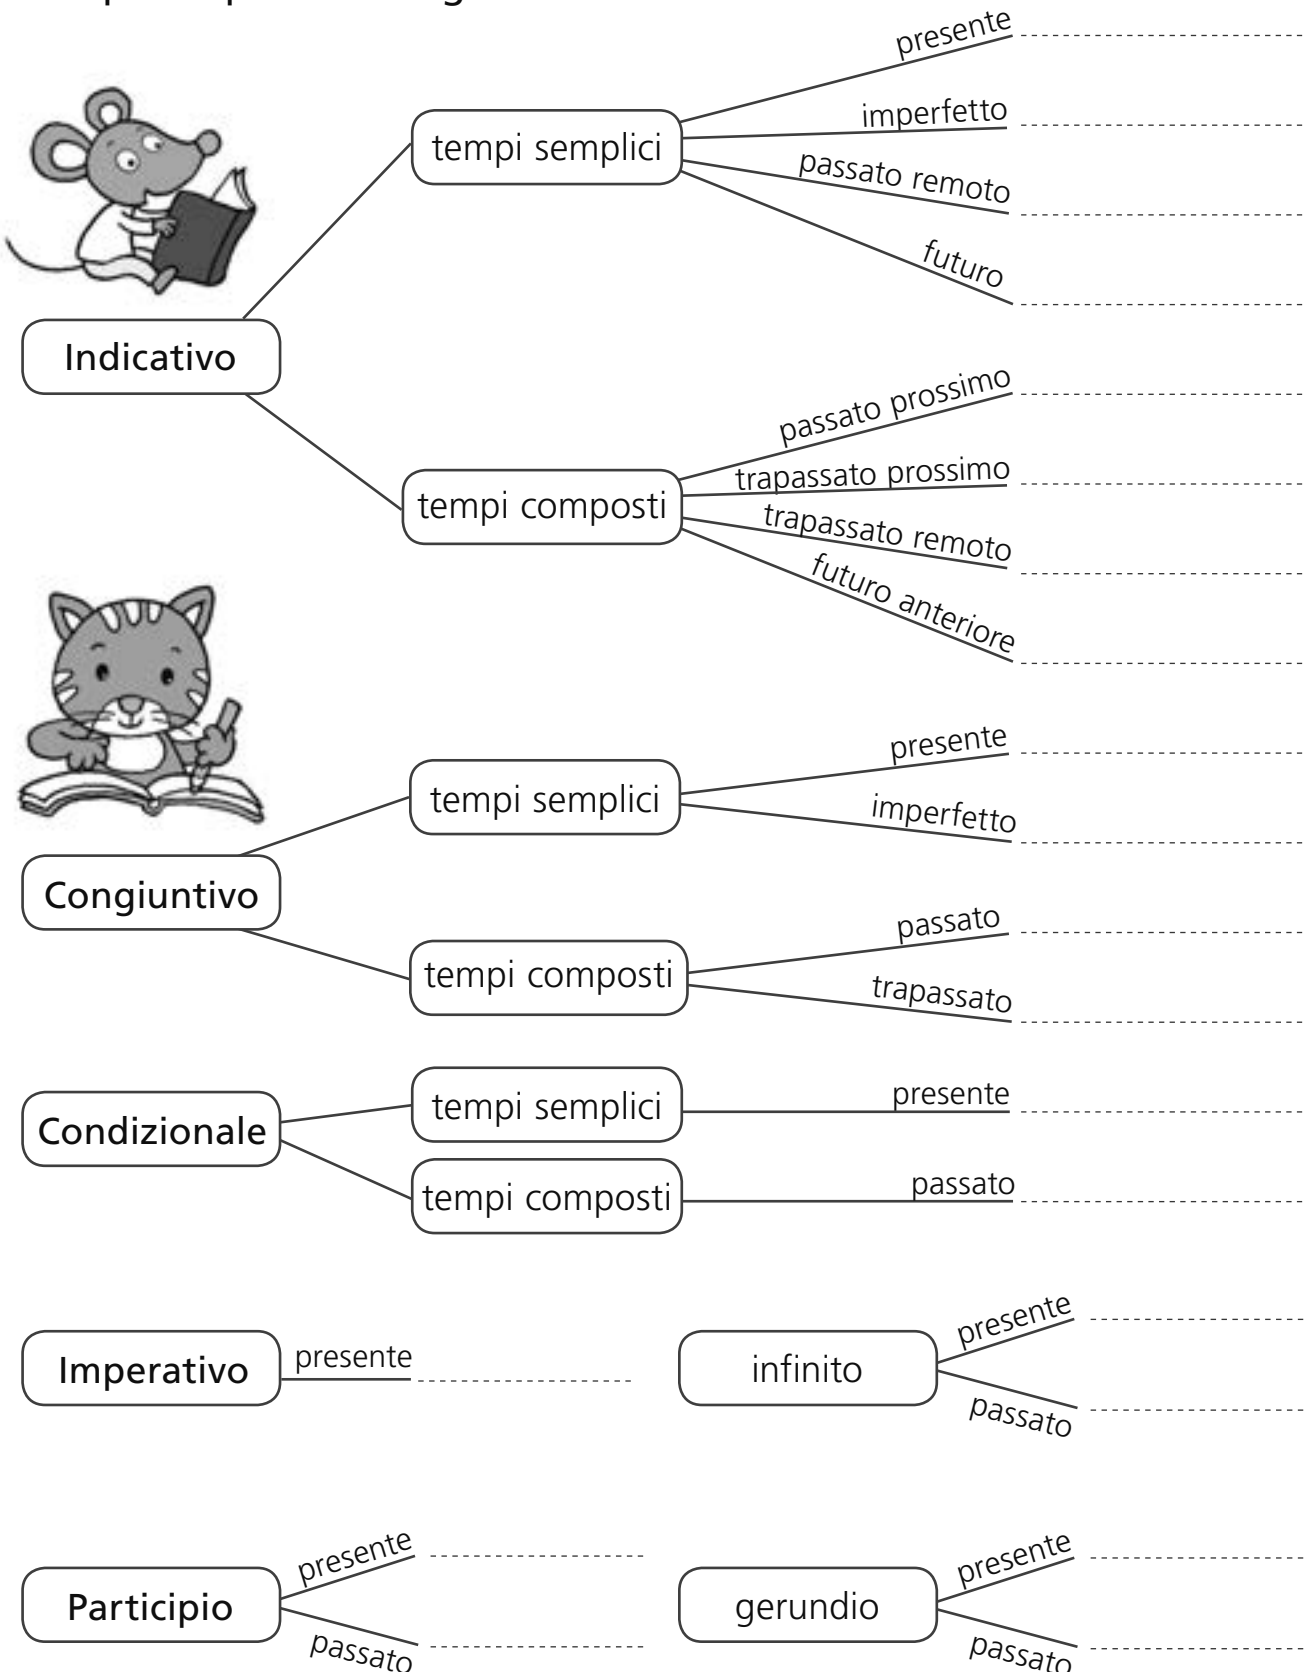 presente
imperfetto
tempi semplici
passato remoto
futuro
Indicativo
passato prossimo
trapassato prossimo
tempi composti
trapassato remoto
futuro anteriore
presente
tempi semplici
imperfetto
Congiuntivo
passato
tempi composti
trapassato
tempi semplici
presente
Condizionale
tempi composti
passato
Imperativo
presente
infinito
presente
passato
Participio
presente
passato
gerundio
presente
passato